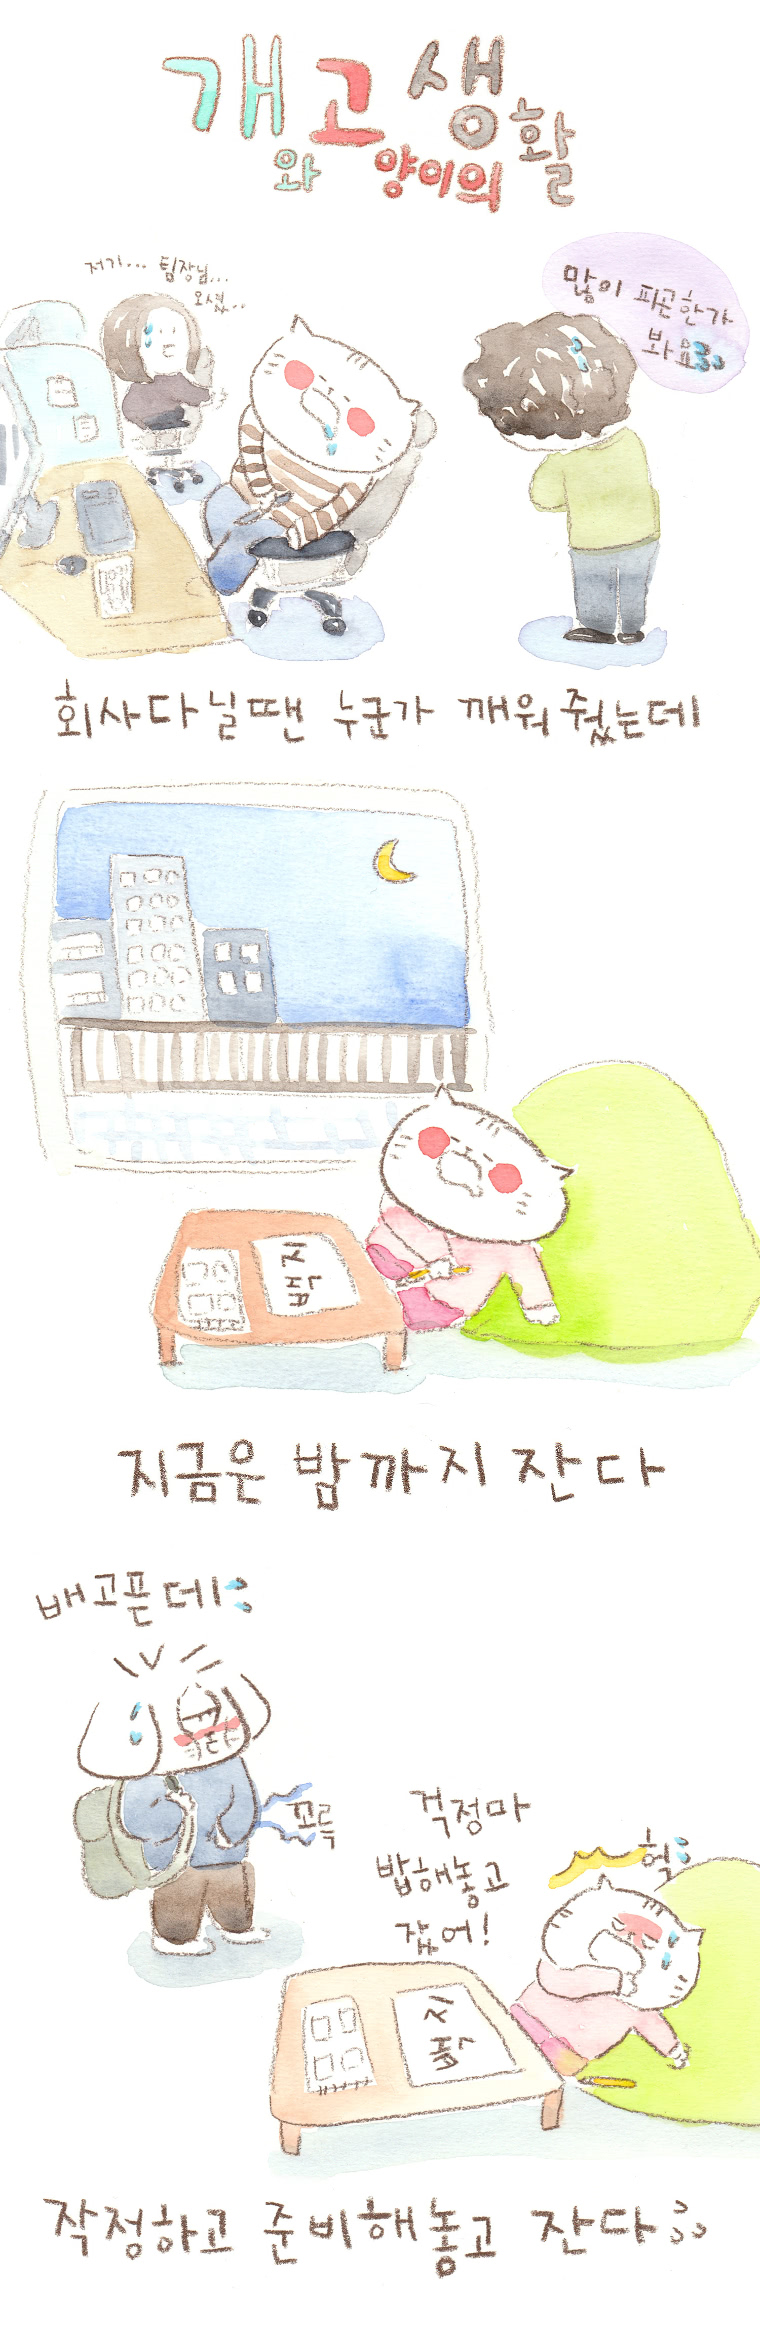 개고생
와 양이의 활
저기... 팀장님...
오셨..
많이 피곤한가
봐요
회사다닐땐 누군가 깨워줬는데
지금은 밤까지 잔다
배고픈데
꼬륵
걱정마
밥해놓고
잤어!
헉
작정하고 준비해놓고 잔다